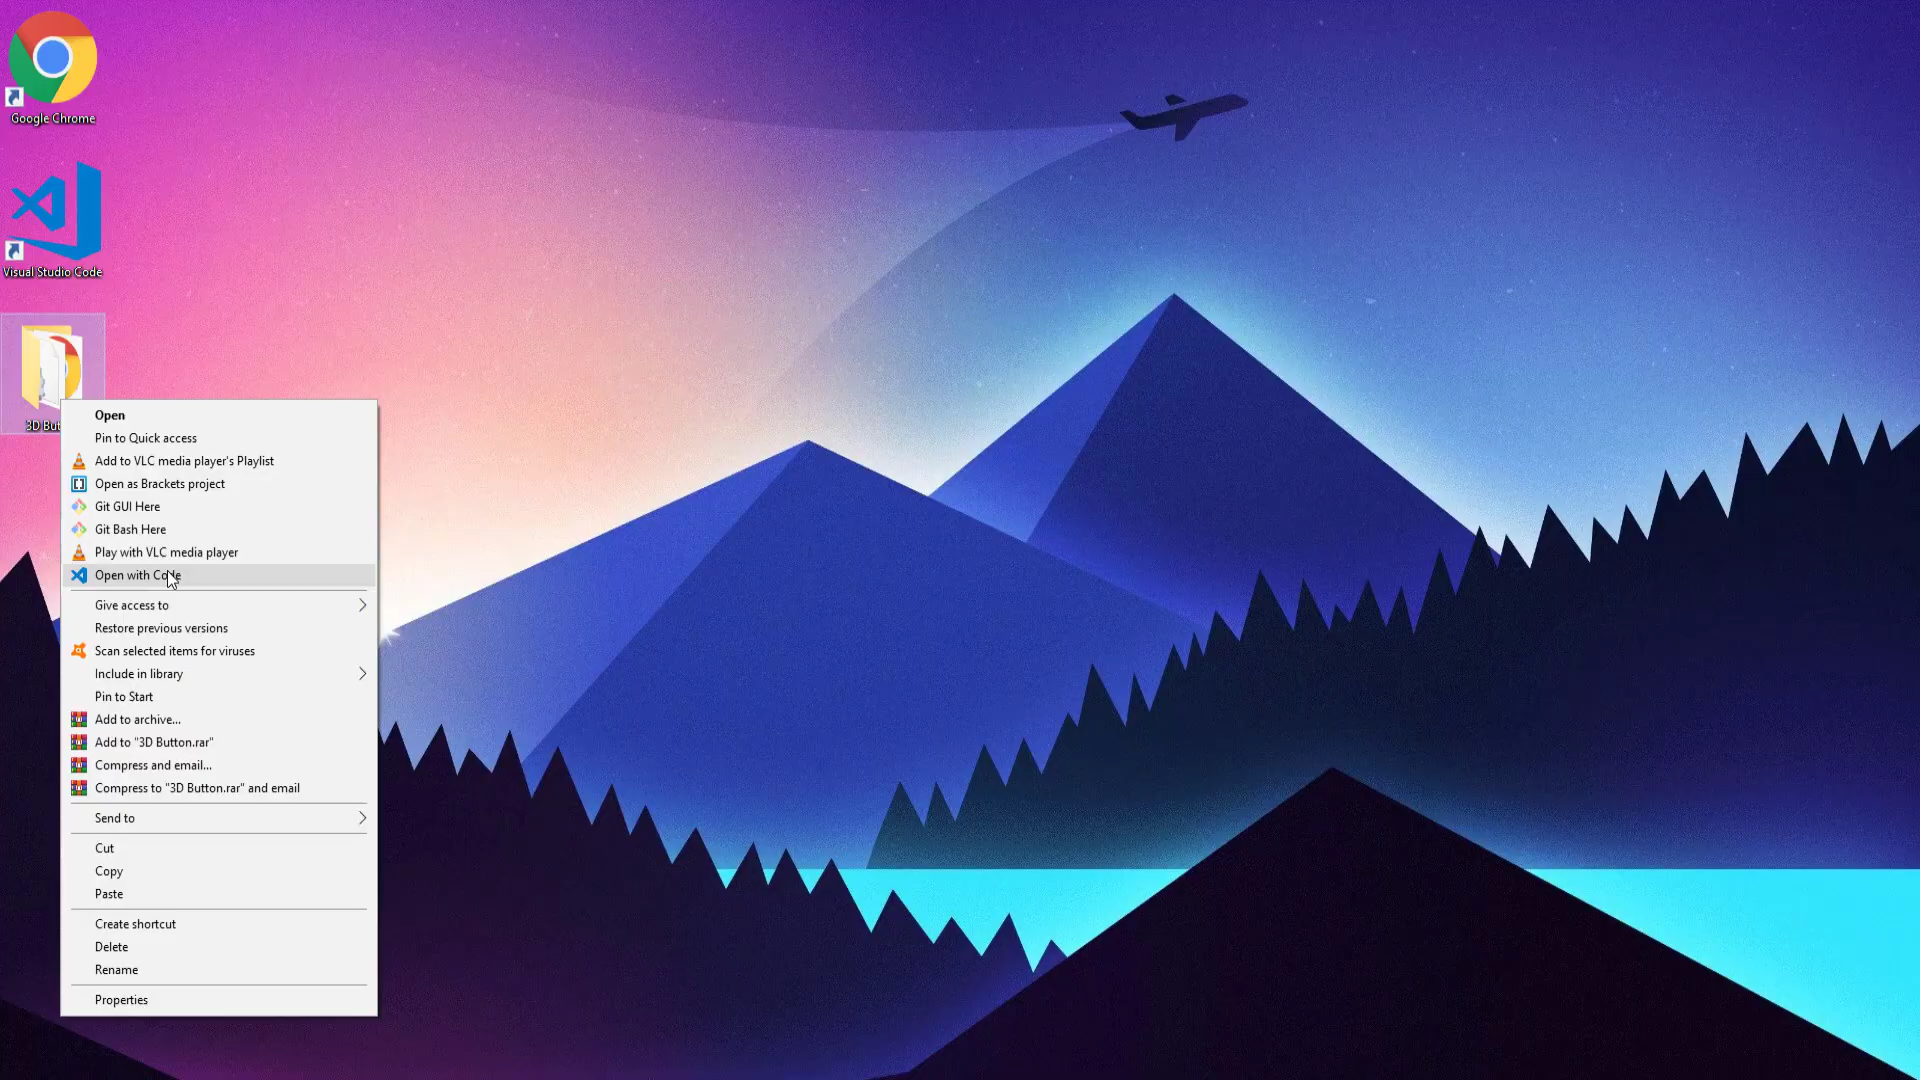 Google Chrome
Visual Studio Code
3D But
Open
Pin to Quick access
Add to VLC media player's Playlist
Open as Brackets project
Git GUI Here
Git Bash Here
Play with VLC media player
Open with Code
Give access to
Restore previous versions
Scan selected items for viruses
Include in library
Pin to Start
Add to archive...
Add to "3D Button.rar"
Compress and email...
Compress to "3D Button.rar" and email
Send to
Cut
Copy
Paste
Create shortcut
Delete
Rename
Properties